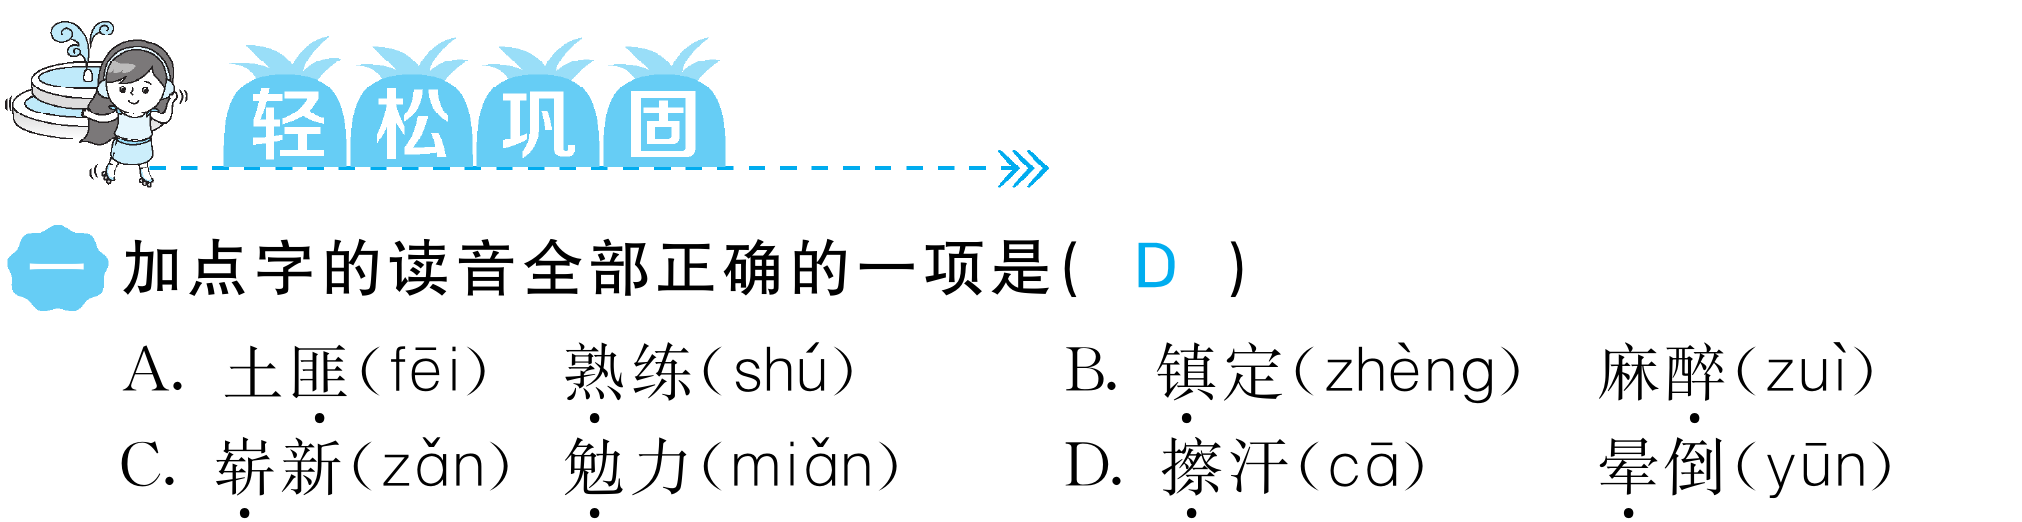 轻松巩固
一 加点字的读音全部正确的一项是( D )
A. 土匪(fēi) 熟练(shú) B. 镇定(zhèng) 麻醉(zuì)
C. 崭新(zǎn) 勉力(miǎn) D. 擦汗(cā) 晕倒(yūn)